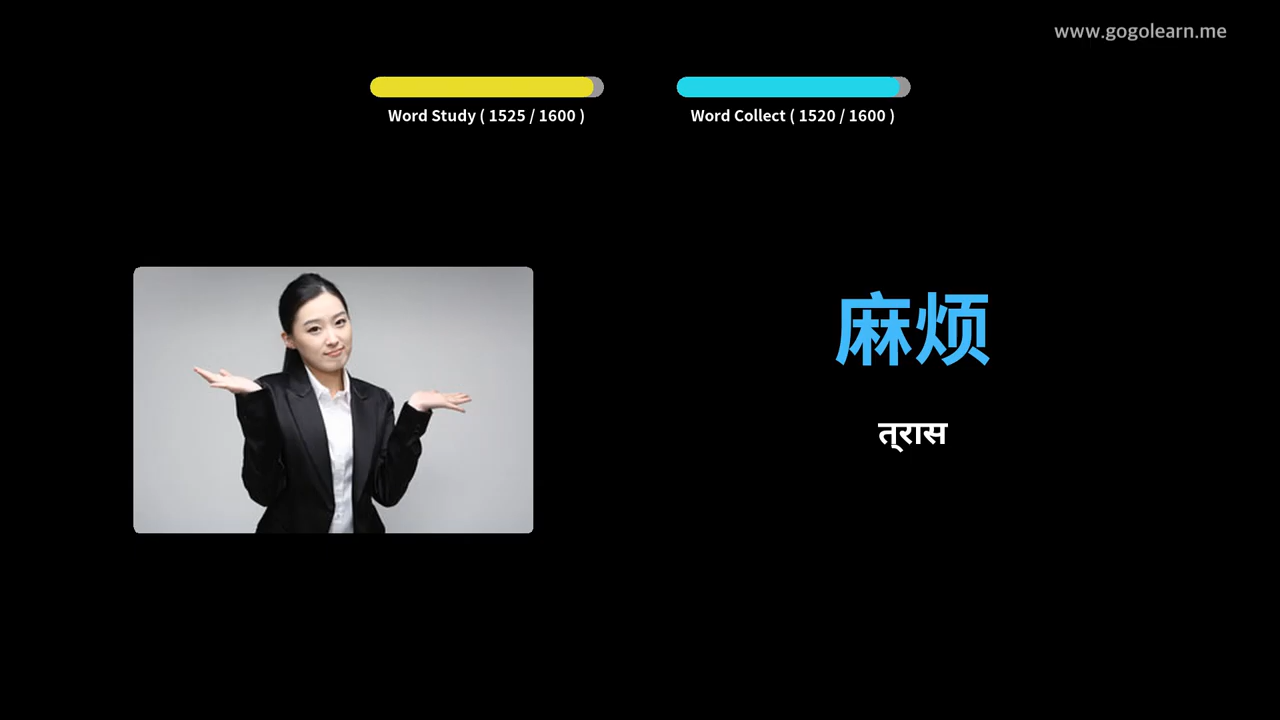 www.gogolearn.me
Word Study ( 1525 / 1600 )
Word Collect ( 1520 / 1600 )
麻烦
त्रास